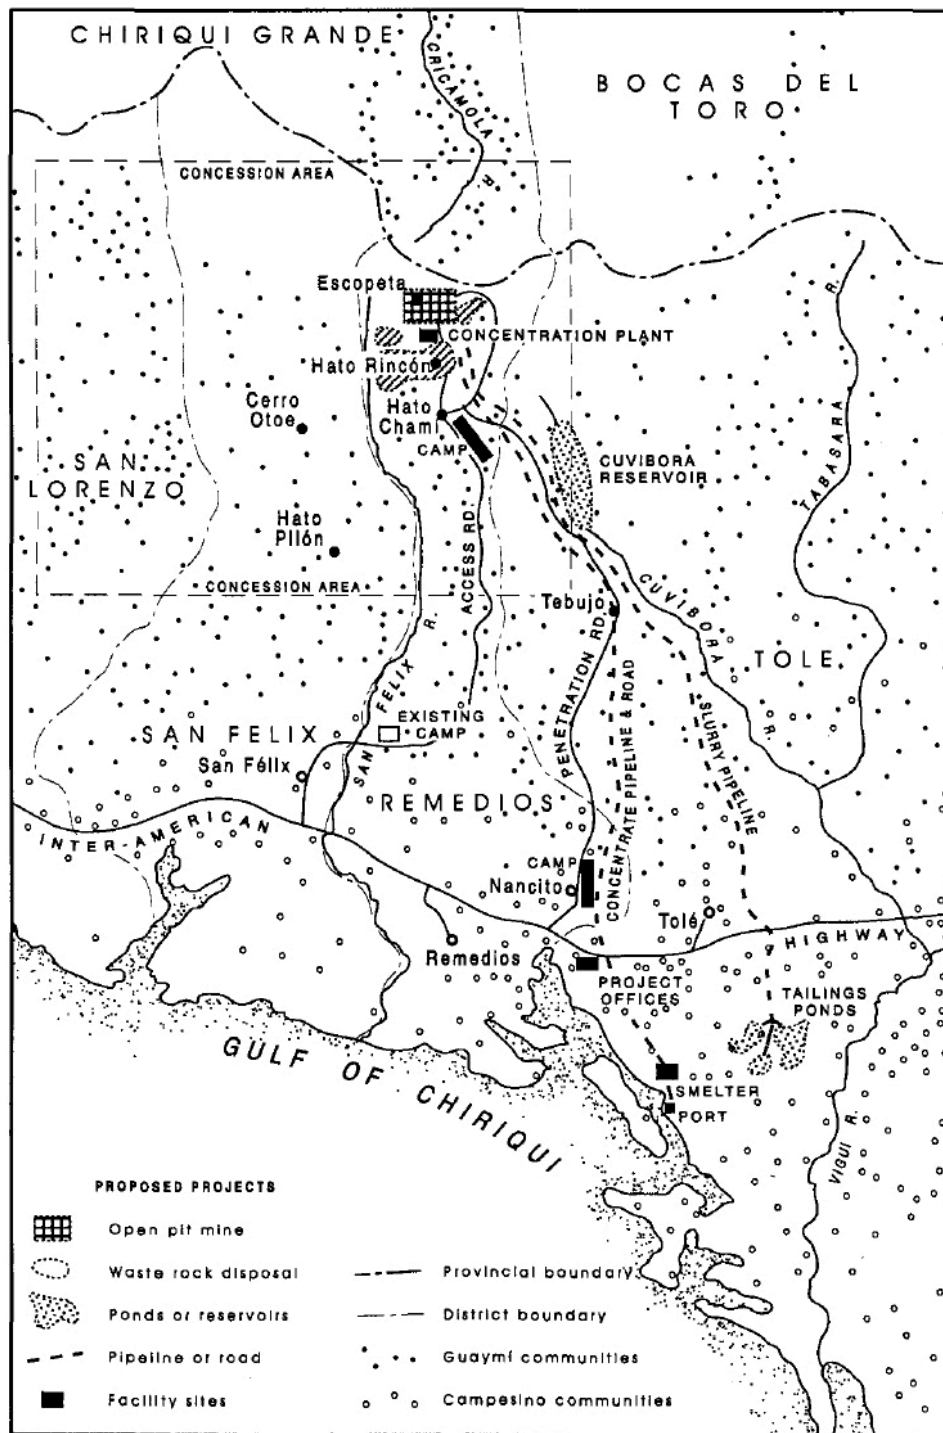 CHIRIQUI GRANDE
CRICAMOLA
R.
BOCAS DEL
TORO
CONCESSION AREA
Escopeta
CONCENTRATION PLANT
Hato Rincón
Cerro
Otoe
Hato
Chamí
CAMP
CUVIBORA
RESERVOIR
TABASARA
R.
SAN
LORENZO
Hato
Pilón
CONCESSION AREA
ACCESS RD.
Tebujo
CUVIBORA
R.
TOLE
PENETRATION RD.
CONCENTRATE PIPELINE & ROAD
SLURRY PIPELINE
SAN FELIX R.
EXISTING
CAMP
SAN FELIX
San Félix
REMEDIOS
INTER-AMERICAN
HIGHWAY
CAMP
Nancito
Tolé
Remedios
PROJECT
OFFICES
TAILINGS
PONDS
GULF OF CHIRIQUI
SMELTER
PORT
VIGUI R.
PROPOSED PROJECTS
Open pit mine
Waste rock disposal
Ponds or reservoirs
Pipeline or road
Facility sites
Provincial boundary
District boundary
Guaymí communities
Campesino communities